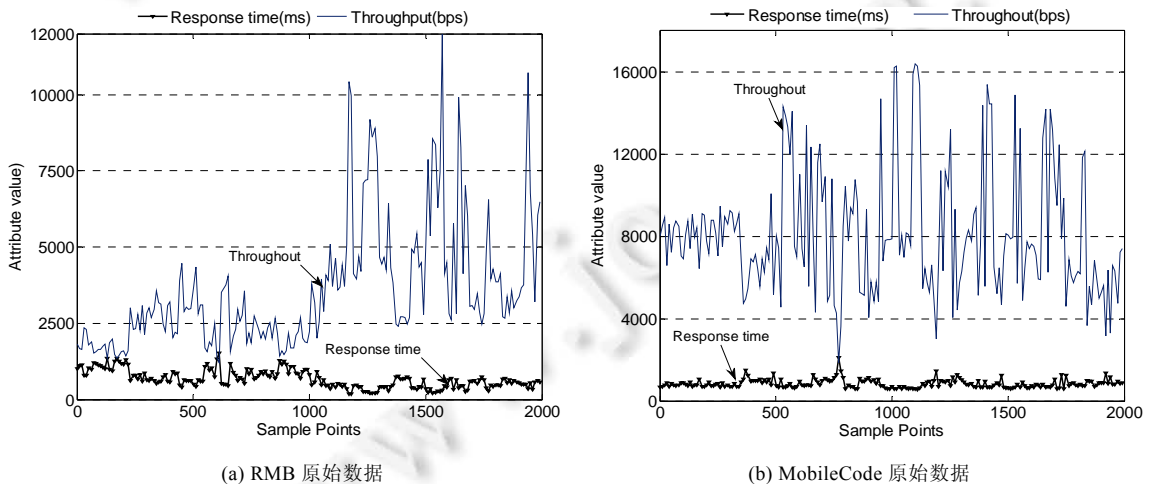 Response time(ms) Throughput(bps)
12000
10000
7500
5000
2500
0
Attribute value)
Throughout
Response time
0 500 1000 1500 2000
Sample Points
(a) RMB 原始数据
Response time(ms) Throughout(bps)
16000
12000
8000
4000
0
Attribute value
Throughout
Response time
0 500 1000 1500 2000
Sample Points
(b) MobileCode 原始数据